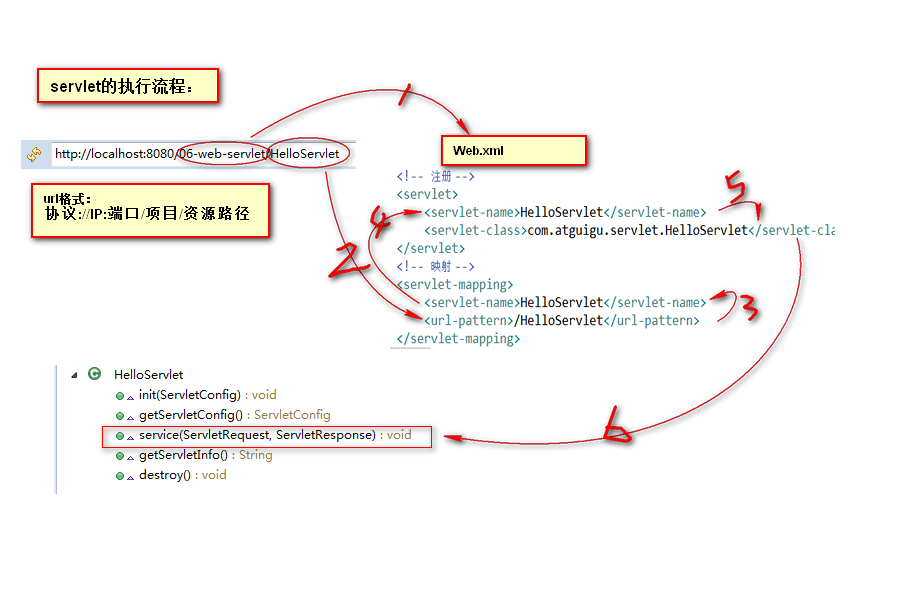 servlet的执行流程：
1
http://localhost:8080/06-web-servlet/HelloServlet
Web.xml
url格式：
协议://IP:端口/项目/资源路径
<!-- 注册 -->
<servlet>
<servlet-name>HelloServlet</servlet-name>
<servlet-class>com.atguigu.servlet.HelloServlet</servlet-cla
</servlet>
<!-- 映射 -->
<servlet-mapping>
<servlet-name>HelloServlet</servlet-name>
<url-pattern>/HelloServlet</url-pattern>
</servlet-mapping>
5
4
2
3
6
HelloServlet
init(ServletConfig) : void
getServletConfig() : ServletConfig
service(ServletRequest, ServletResponse) : void
getServletInfo() : String
destroy() : void